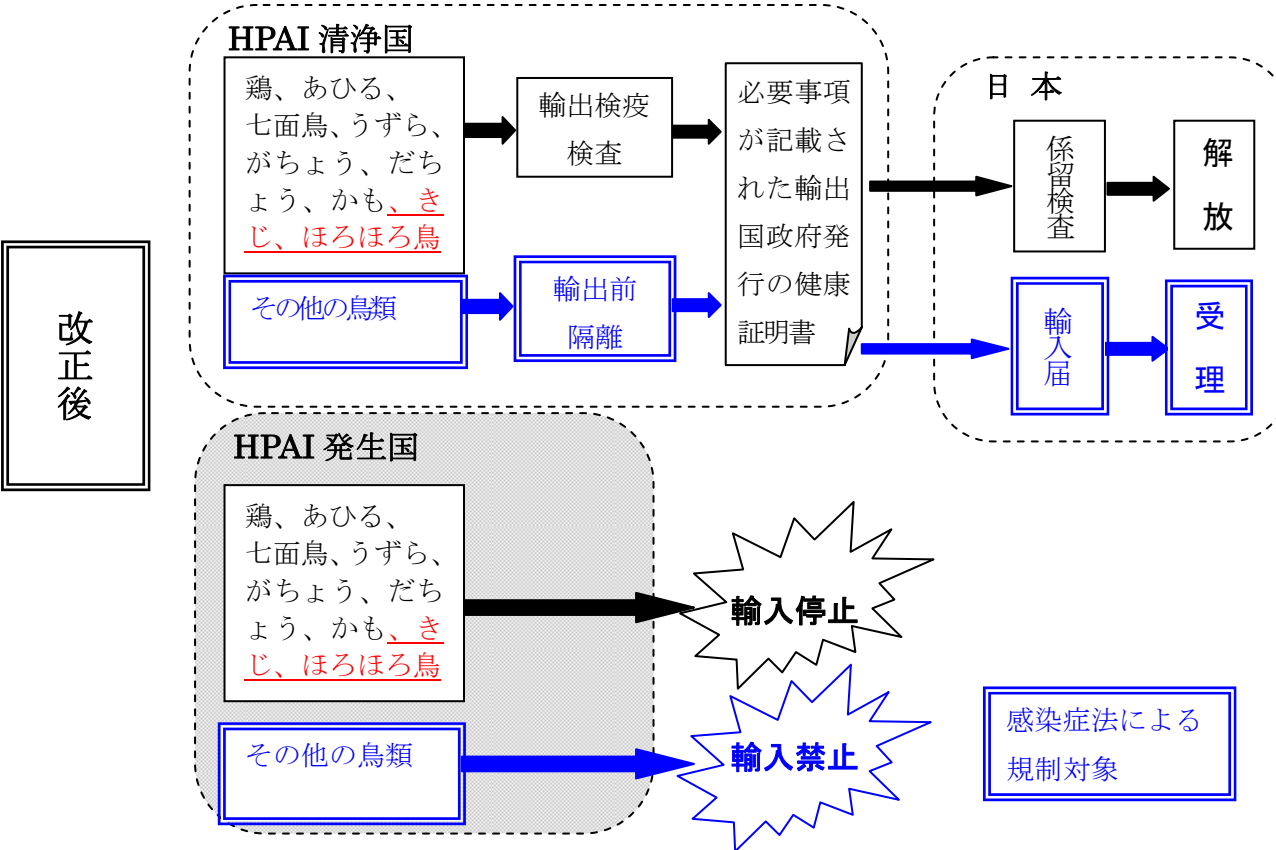 改正後
HPAI 清浄国
鶏、あひる、
七面鳥、うずら、
がちょう、だち
ょう、かも、き
じ、ほろほろ鳥
輸出検疫
検査
必要事項
が記載さ
れた輸出
国政府発
行の健康
証明書
その他の鳥類
輸出前
隔離
日 本
係留検査
解放
輸入届
受理
HPAI 発生国
鶏、あひる、
七面鳥、うずら、
がちょう、だち
ょう、かも、き
じ、ほろほろ鳥
輸入停止
その他の鳥類
輸入禁止
感染症法による
規制対象